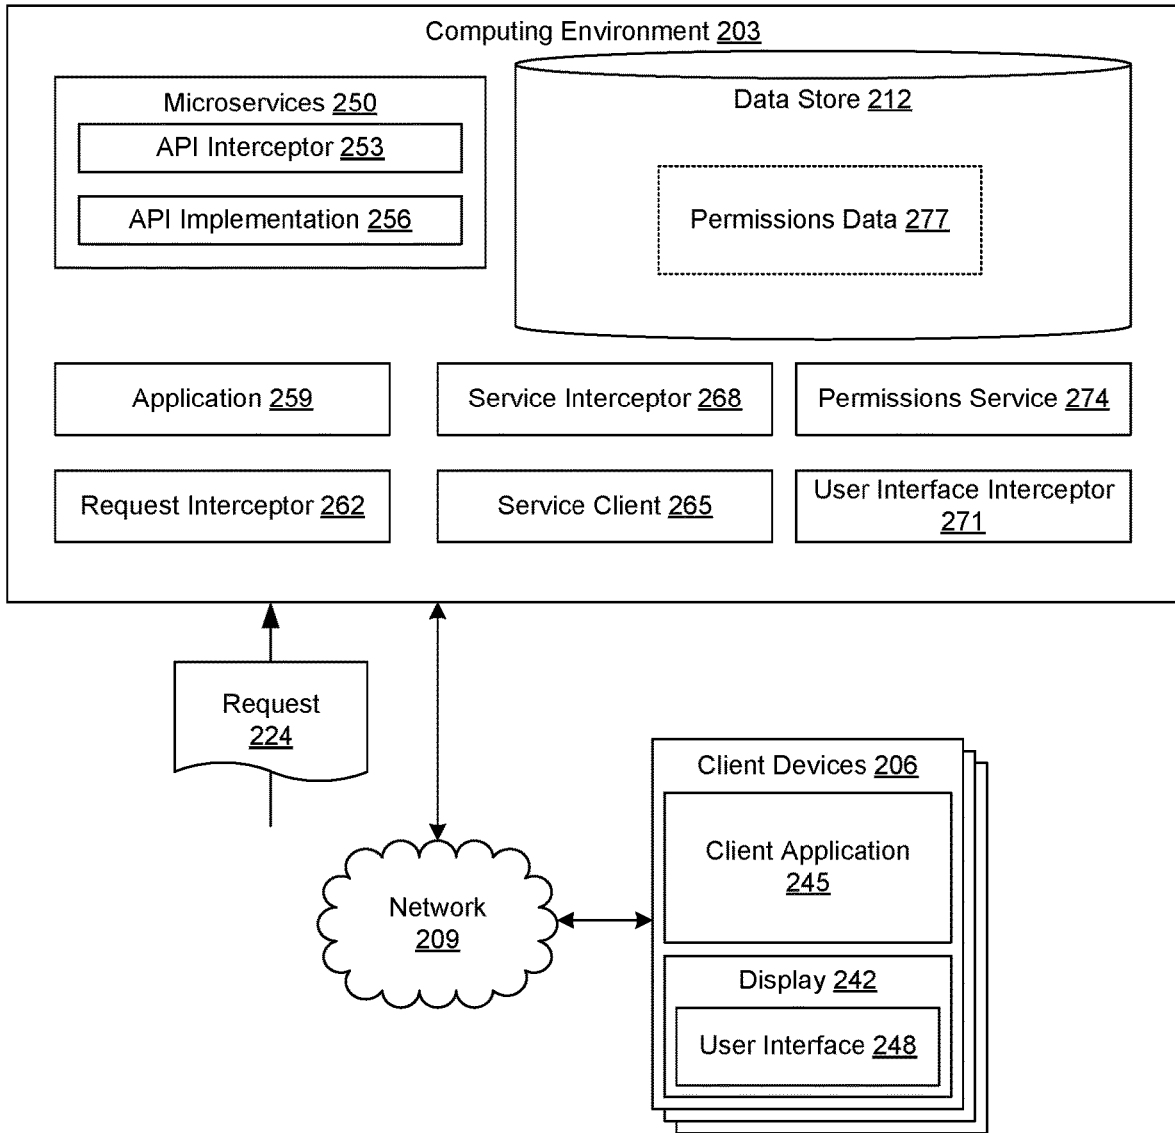 Computing Environment 203
Microservices 250
API Interceptor 253
API Implementation 256
Data Store 212
Permissions Data 277
Application 259
Service Interceptor 268
Permissions Service 274
Request Interceptor 262
Service Client 265
User Interface Interceptor
271
Request
224
Network
209
Client Devices 206
Client Application
245
Display 242
User Interface 248